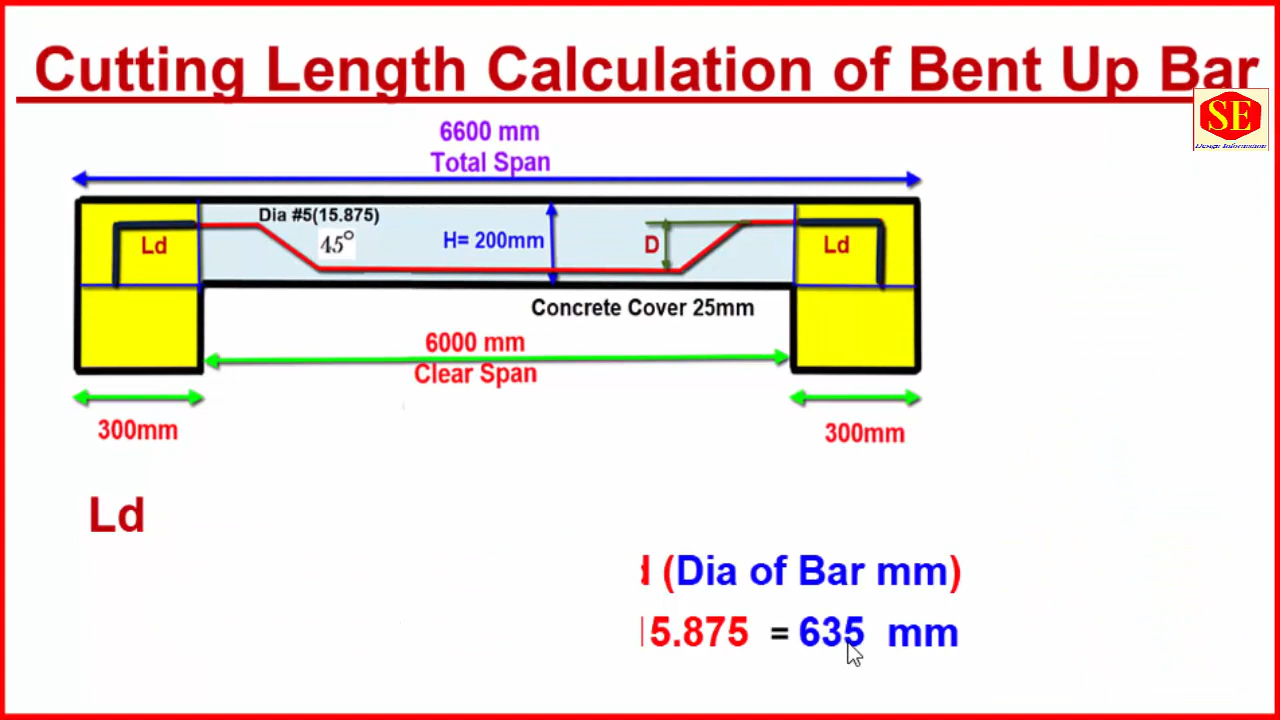 Cutting Length Calculation of Bent Up Bar
SE
Design Information
6600 mm
Total Span
Dia #5(15.875)
45°
Ld
H= 200mm
D
Ld
Concrete Cover 25mm
6000 mm
Clear Span
300mm
300mm
Ld
(Dia of Bar mm)
5.875 = 635 mm